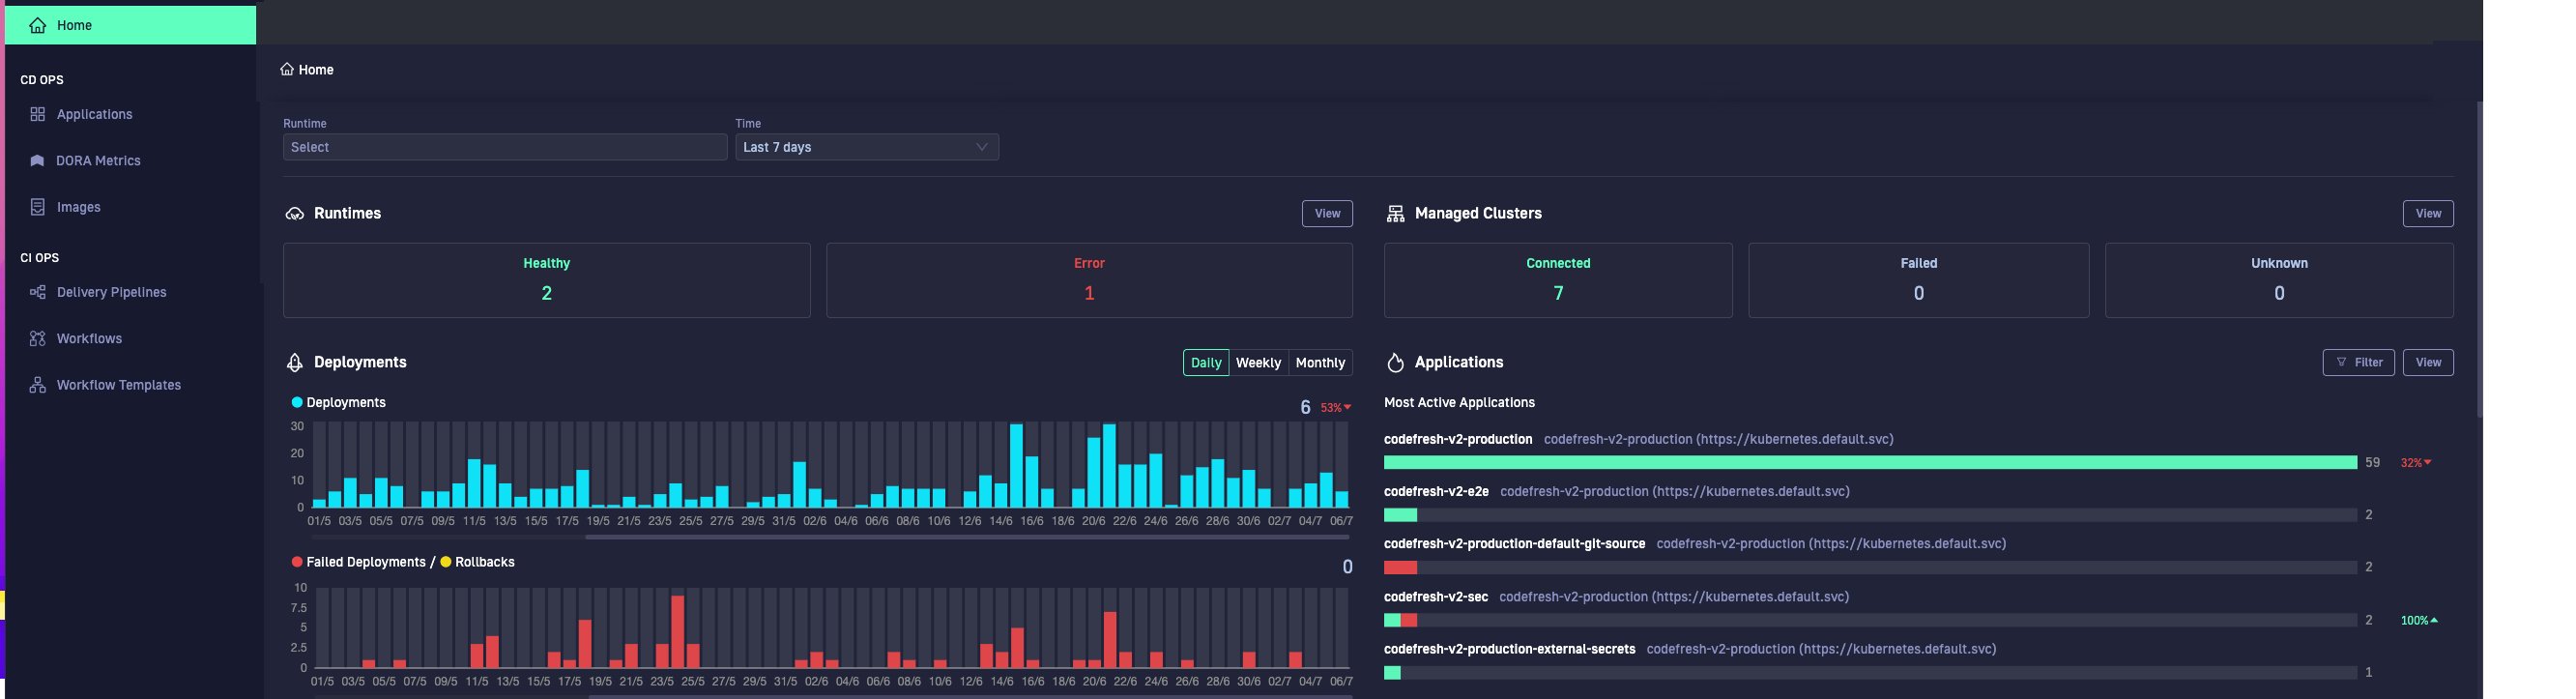 Home
CD OPS
Applications
DORA Metrics
Images
CI OPS
Delivery Pipelines
Workflows
Workflow Templates
Home
Runtime
Select
Time
Last 7 days
Runtimes
View
Healthy
2
Error
1
Managed Clusters
View
Connected
7
Failed
0
Unknown
0
Deployments
Daily Weekly Monthly
Deployments
6 53%
30
20
10
0
01/5 03/5 05/5 07/5 09/5 11/5 13/5 15/5 17/5 19/5 21/5 23/5 25/5 27/5 29/5 31/5 02/6 04/6 06/6 08/6 10/6 12/6 14/6 16/6 18/6 20/6 22/6 24/6 26/6 28/6 30/6 02/7 04/7 06/7
Failed Deployments / Rollbacks
0
10
7.5
5
2.5
0
01/5 03/5 05/5 07/5 09/5 11/5 13/5 15/5 17/5 19/5 21/5 23/5 25/5 27/5 29/5 31/5 02/6 04/6 06/6 08/6 10/6 12/6 14/6 16/6 18/6 20/6 22/6 24/6 26/6 28/6 30/6 02/7 04/7 06/7
Applications
Filter View
Most Active Applications
codefresh-v2-production codefresh-v2-production (https://kubernetes.default.svc)
59 32%
codefresh-v2-e2e codefresh-v2-production (https://kubernetes.default.svc)
2
codefresh-v2-production-default-git-source codefresh-v2-production (https://kubernetes.default.svc)
2
codefresh-v2-sec codefresh-v2-production (https://kubernetes.default.svc)
2 100%
codefresh-v2-production-external-secrets codefresh-v2-production (https://kubernetes.default.svc)
1